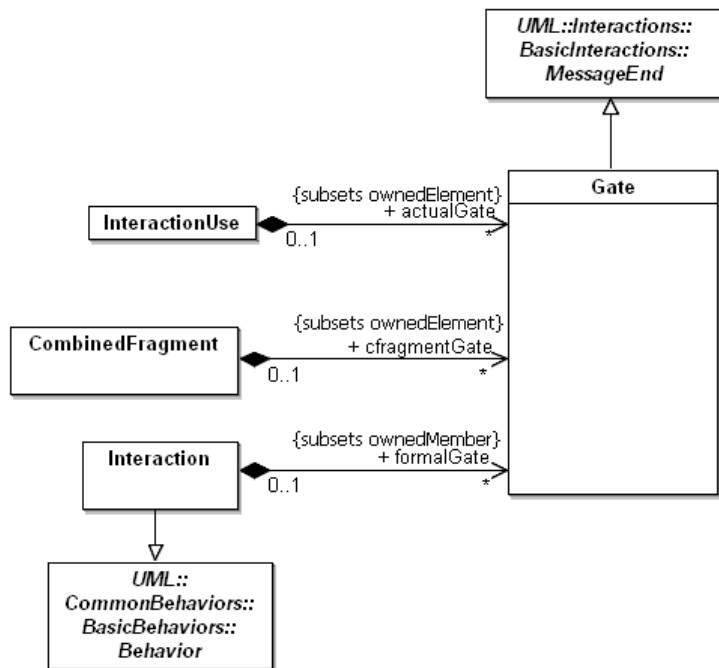 UML::Interactions::
BasicInteractions::
MessageEnd
Gate
{subsets ownedElement}
+ actualGate
InteractionUse
0..1
*
{subsets ownedElement}
+ cfragmentGate
CombinedFragment
0..1
*
{subsets ownedMember}
+ formalGate
Interaction
0..1
*
UML::
CommonBehaviors::
BasicBehaviors::
Behavior